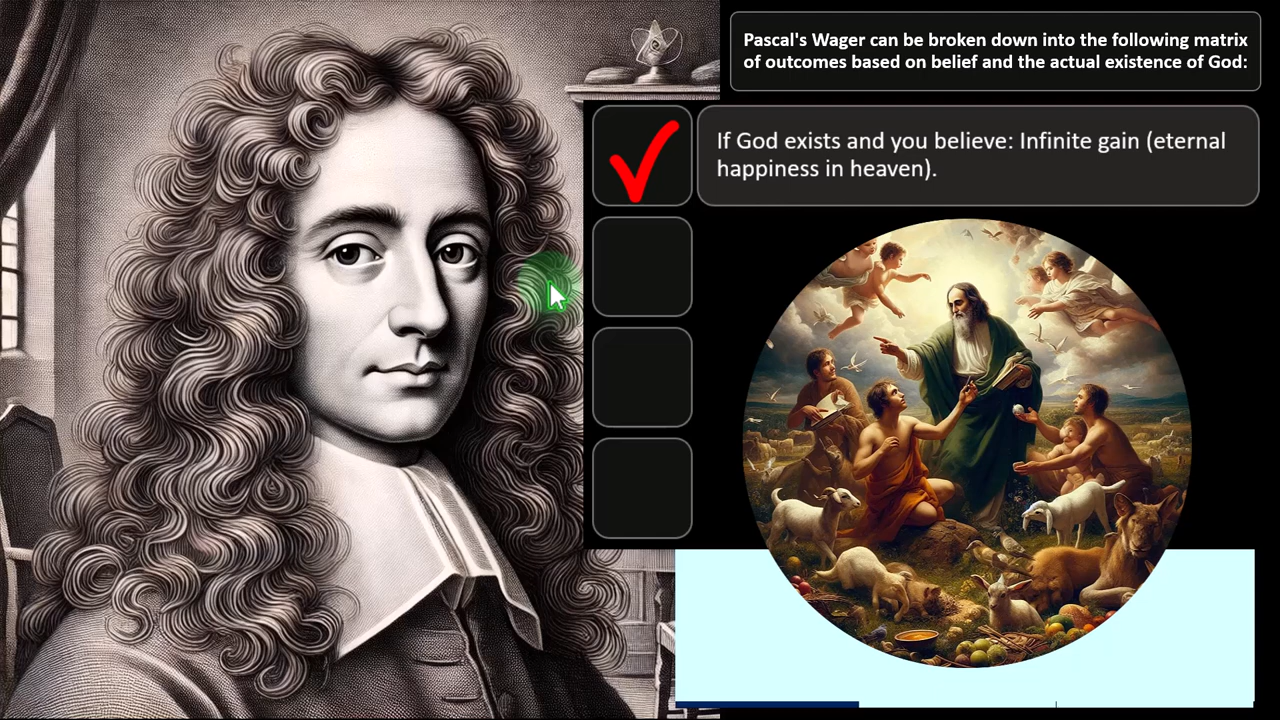 Pascal's Wager can be broken down into the following matrix
of outcomes based on belief and the actual existence of God:
If God exists and you believe: Infinite gain (eternal
happiness in heaven).